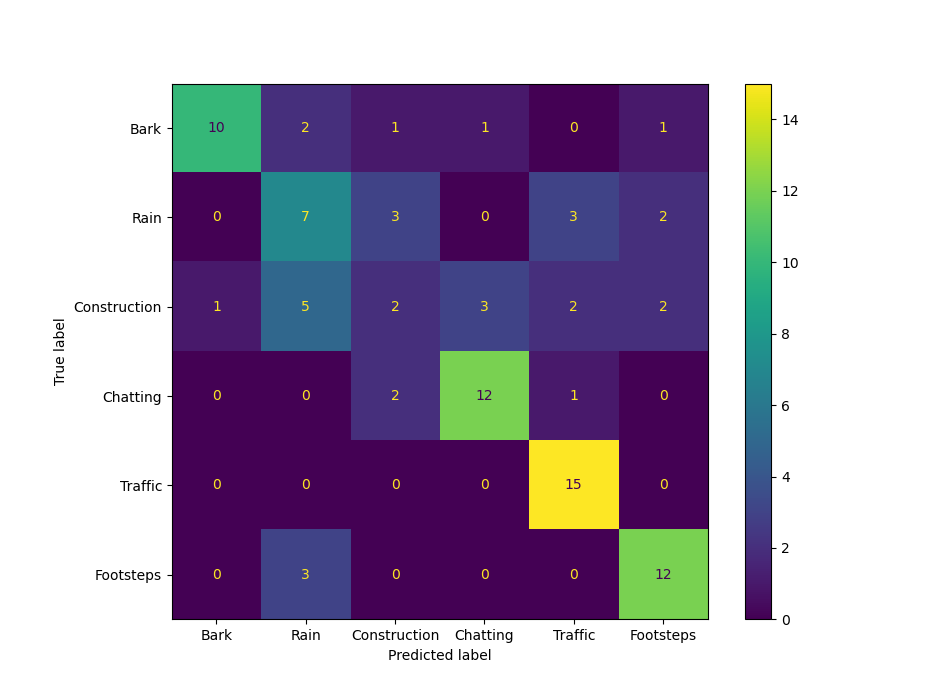 Bark 10 2 1 1 0 1
Rain 0 7 3 0 3 2
Construction 1 5 2 3 2 2
Chatting 0 0 2 12 1 0
Traffic 0 0 0 0 15 0
Footsteps 0 3 0 0 0 12
Bark Rain Construction Chatting Traffic Footsteps
Predicted label
True label
14
12
10
8
6
4
2
0